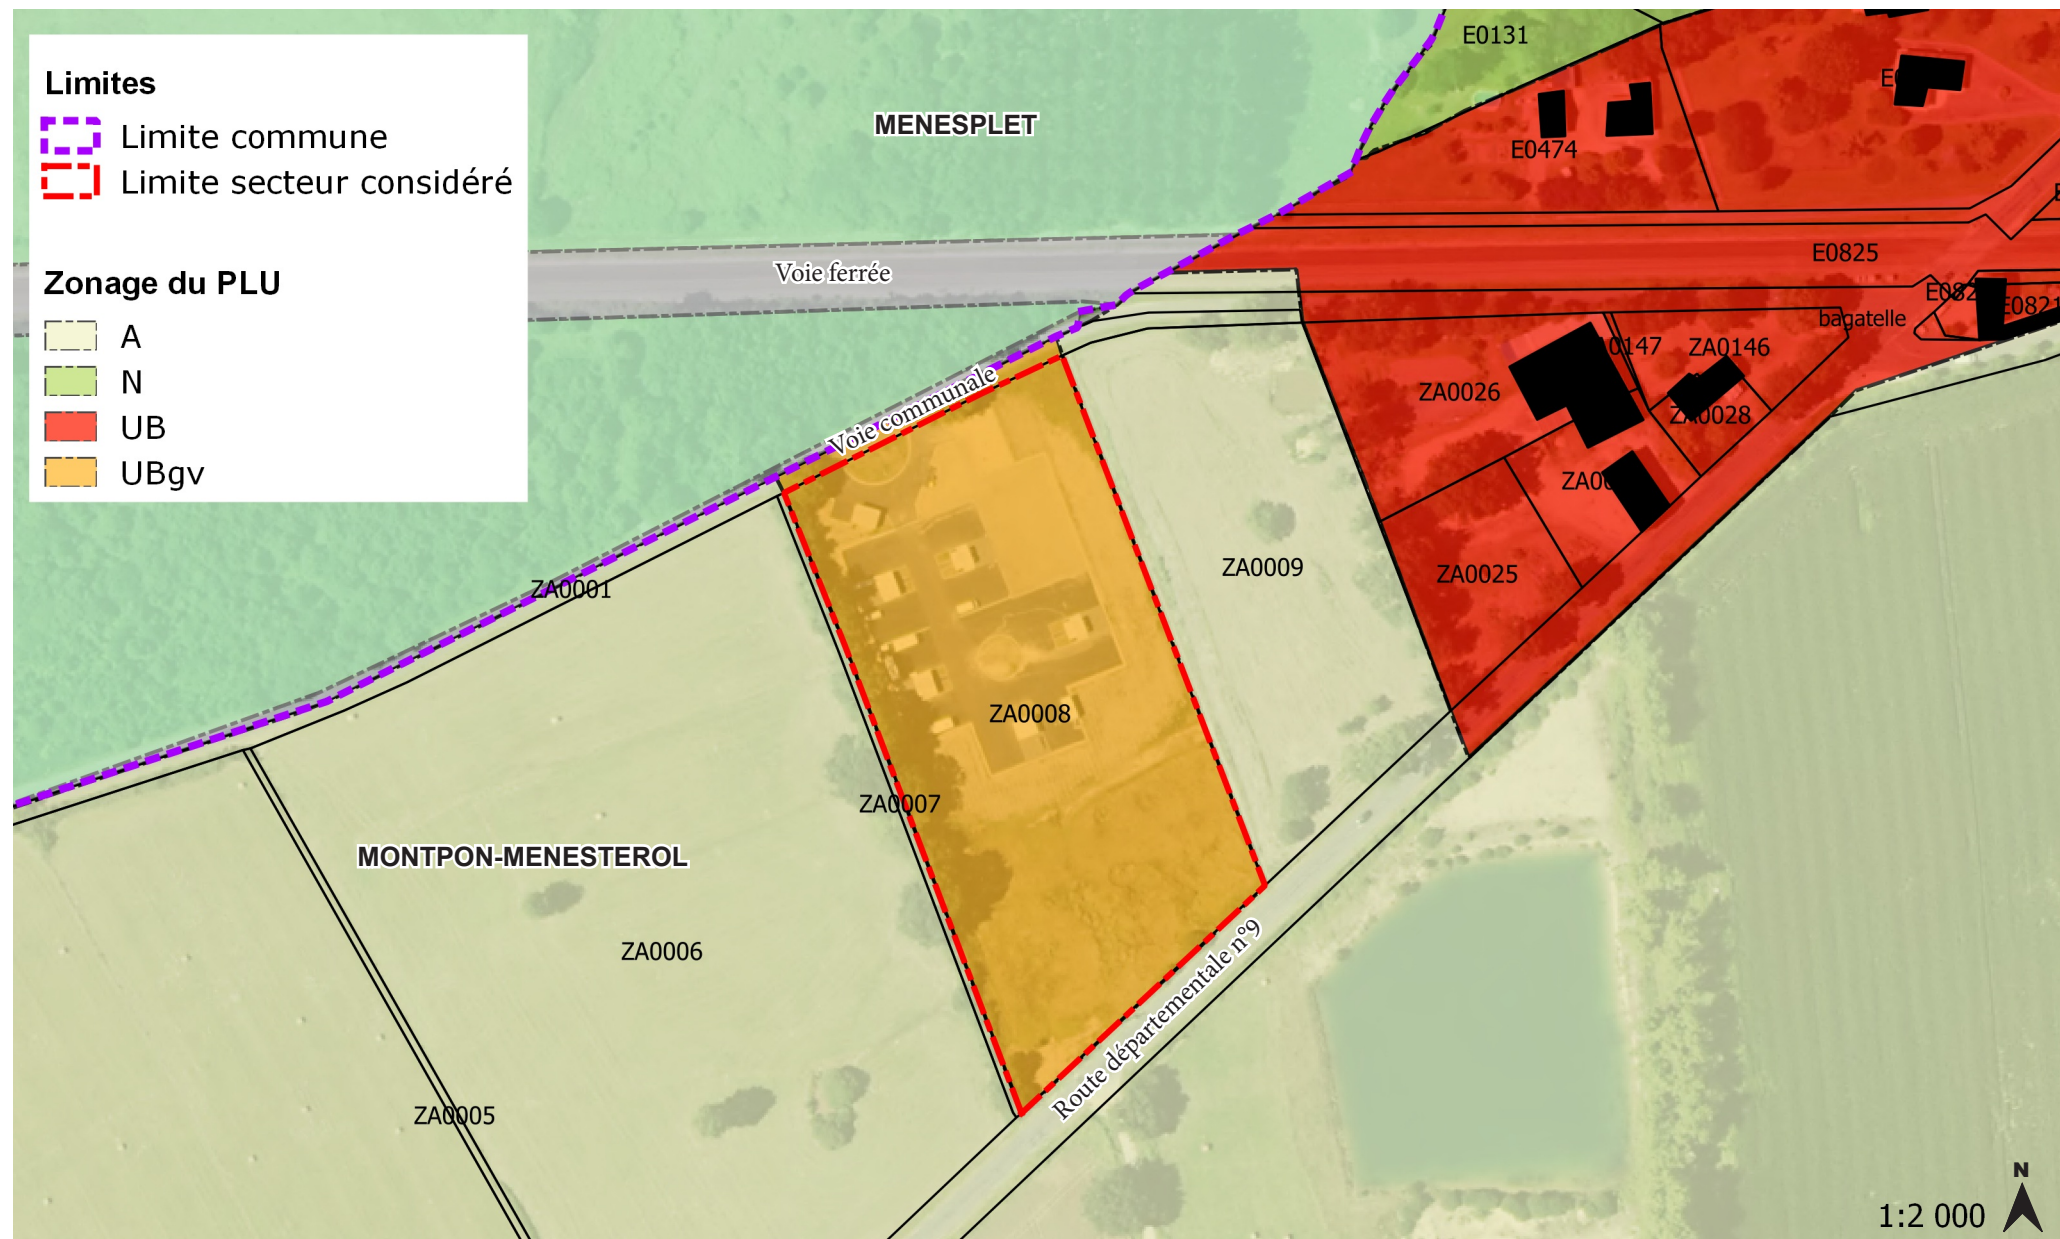 Limites
Limite commune
Limite secteur considéré
Zonage du PLU
A
N
UB
UBgv
MENESPLET
E0131
E0474
E0825
Voie ferrée
bagatelle
ZA0146
ZA0026
ZA0028
Voie communale
ZA0009
ZA0025
ZA0001
ZA0008
ZA0007
MONTPON-MENESTEROL
ZA0006
Route départementale n°9
ZA0005
N
1:2 000